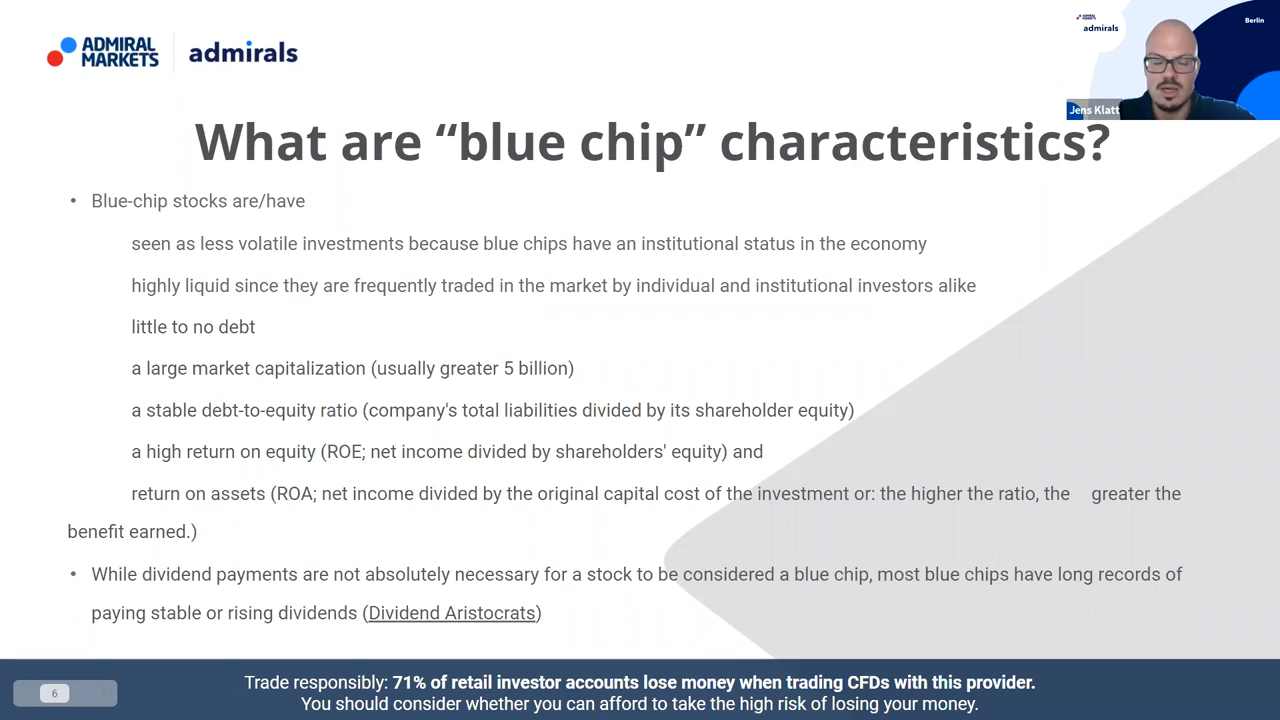 ADMIRAL
MARKETS
admirals
ADMIRAL
MARKETS
admirals
Berlin
Jens Klatt
What are “blue chip” characteristics?
• Blue-chip stocks are/have
seen as less volatile investments because blue chips have an institutional status in the economy
highly liquid since they are frequently traded in the market by individual and institutional investors alike
little to no debt
a large market capitalization (usually greater 5 billion)
a stable debt-to-equity ratio (company's total liabilities divided by its shareholder equity)
a high return on equity (ROE; net income divided by shareholders' equity) and
return on assets (ROA; net income divided by the original capital cost of the investment or: the higher the ratio, the greater the
benefit earned.)
• While dividend payments are not absolutely necessary for a stock to be considered a blue chip, most blue chips have long records of
paying stable or rising dividends (Dividend Aristocrats)
Trade responsibly: 71% of retail investor accounts lose money when trading CFDs with this provider.
You should consider whether you can afford to take the high risk of losing your money.
6